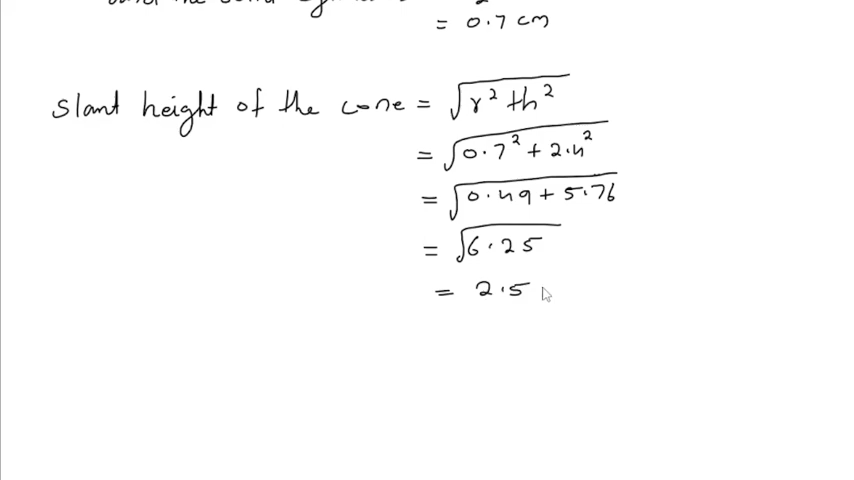 = 0.7 cm
Slant height of the cone = √r² + h²
= √0.7² + 2.4²
= √0.49 + 5.76
= √6.25
= 2.5